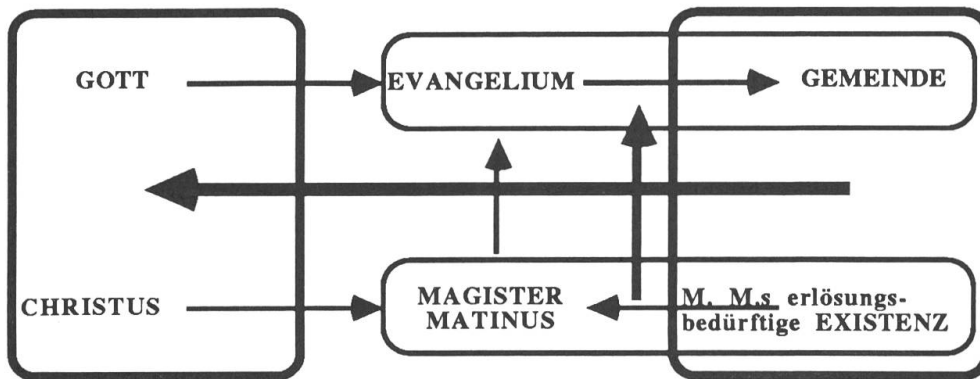 GOTT EVANGELIUM GEMEINDE
CHRISTUS MAGISTER MATINUS M. M.s erlösungs-
bedürftige EXISTENZ